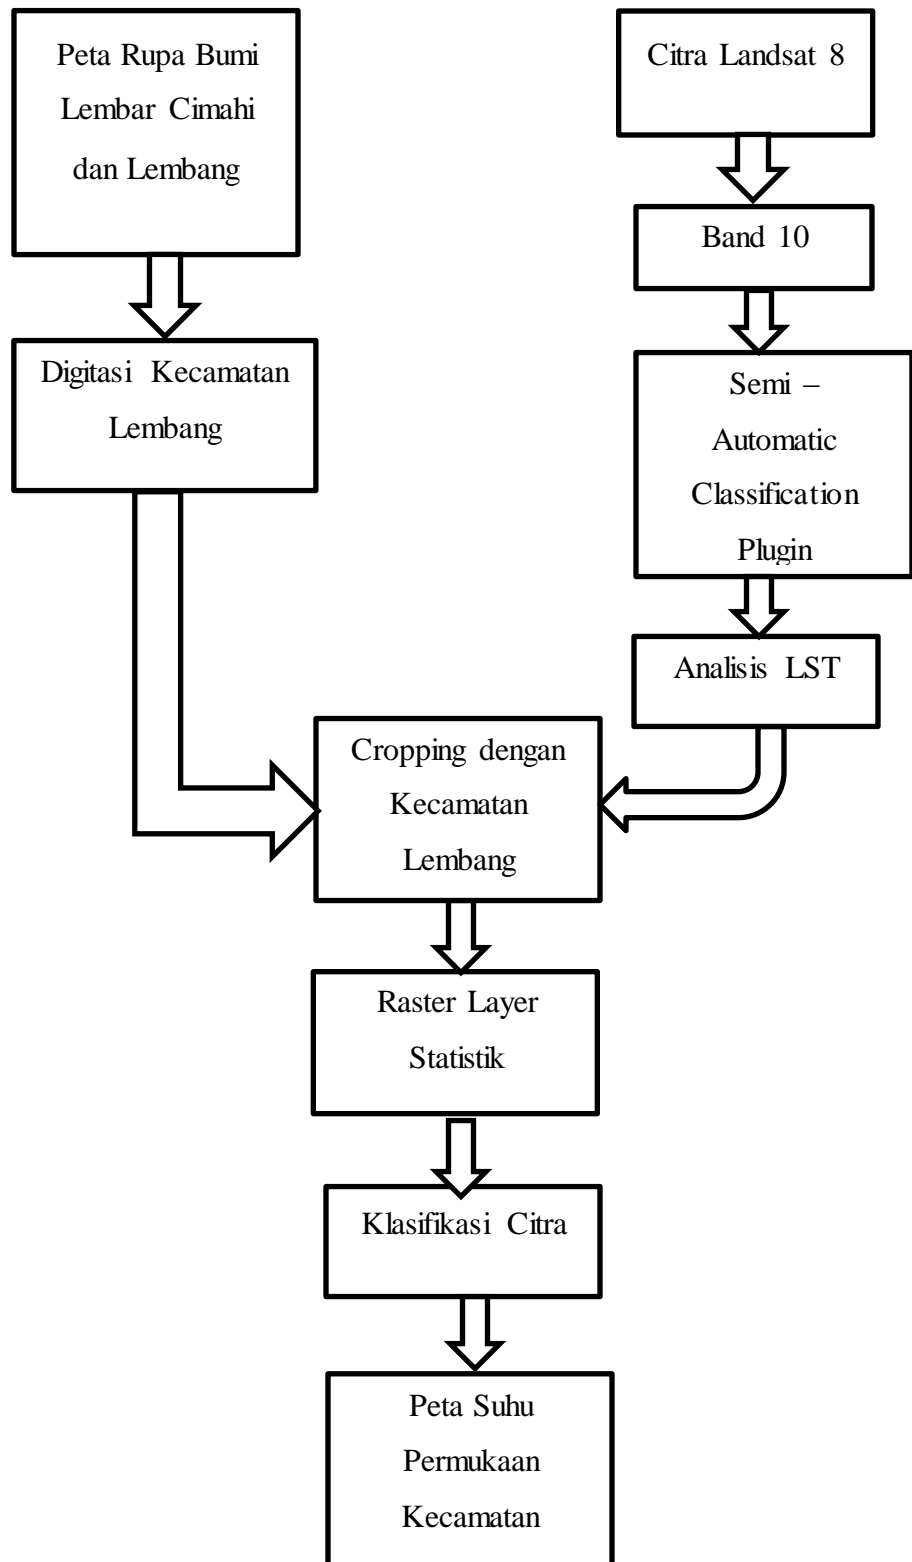 Peta Rupa Bumi
Lembar Cimahi
dan Lembang
Citra Landsat 8
Band 10
Digitasi Kecamatan
Lembang
Semi –
Automatic
Classification
Plugin
Analisis LST
Cropping dengan
Kecamatan
Lembang
Raster Layer
Statistik
Klasifikasi Citra
Peta Suhu
Permukaan
Kecamatan